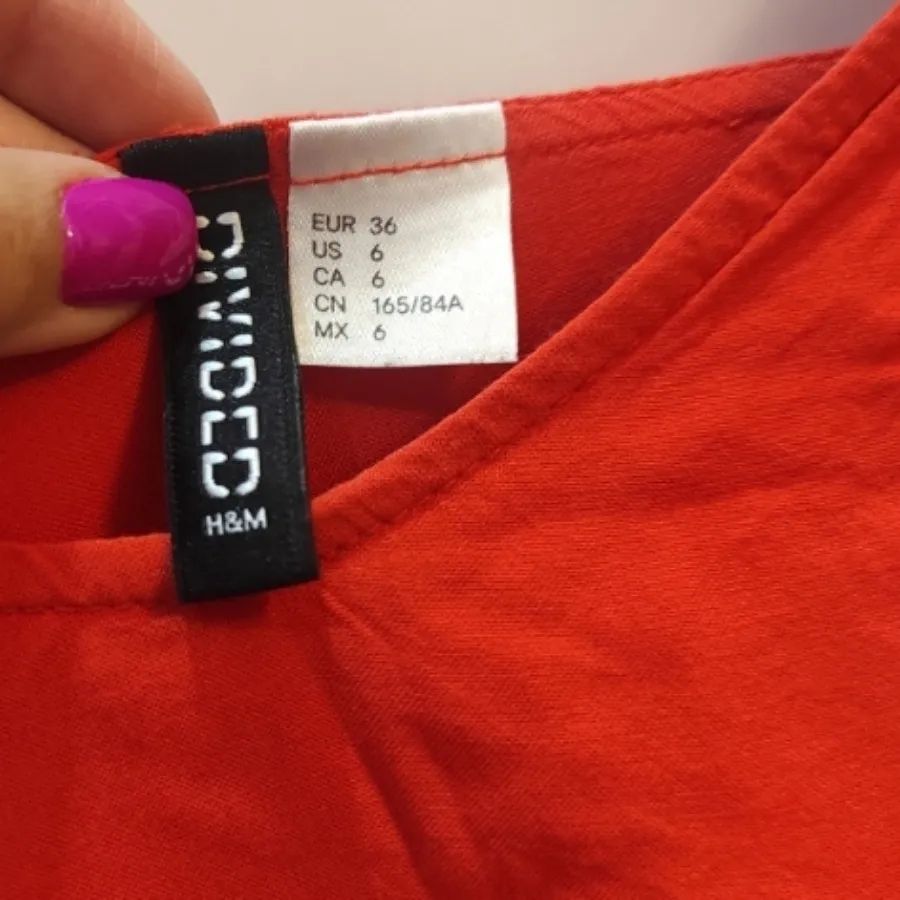 DIVIDED
H&M
EUR 36
US 6
CA 6
CN 165/84A
MX 6